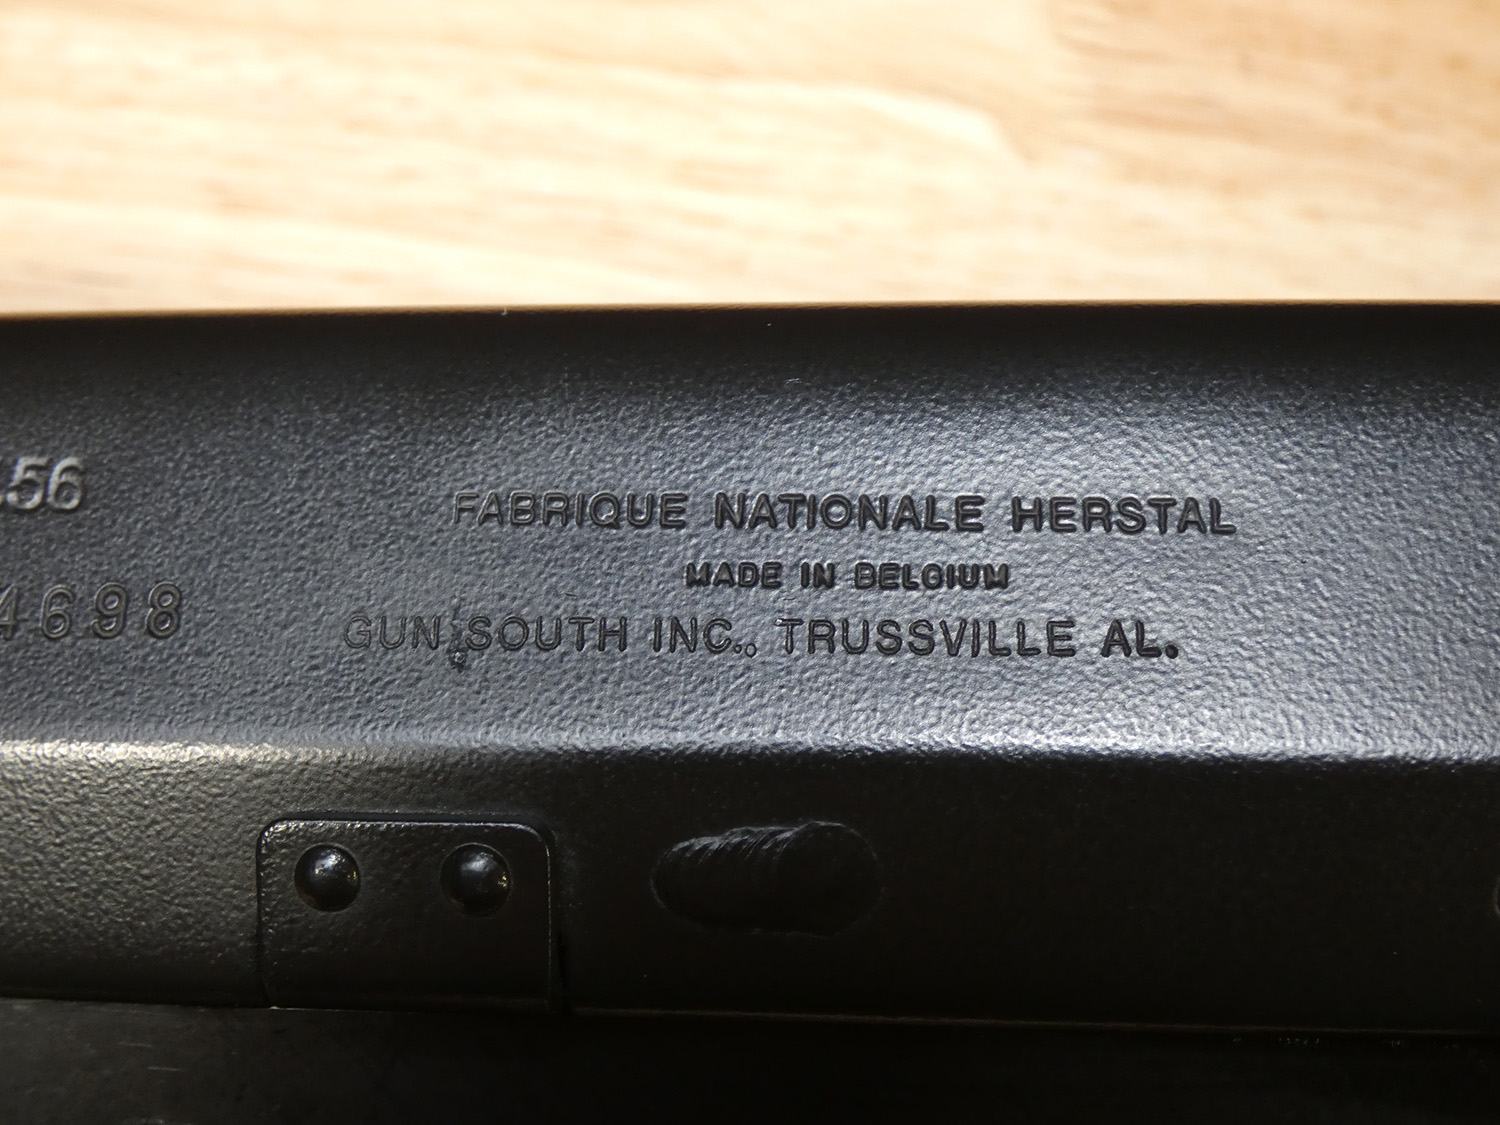 .56
FABRIQUE NATIONALE HERSTAL
MADE IN BELGIUM
4698
GUN SOUTH INC., TRUSSVILLE AL.